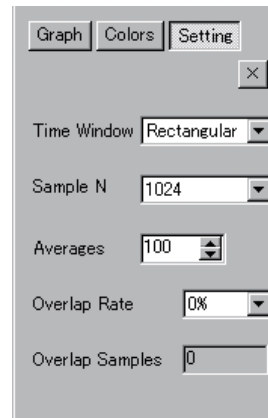 Graph Colors Setting
×
Time Window Rectangular
Sample N 1024
Averages 100
Overlap Rate 0%
Overlap Samples 0